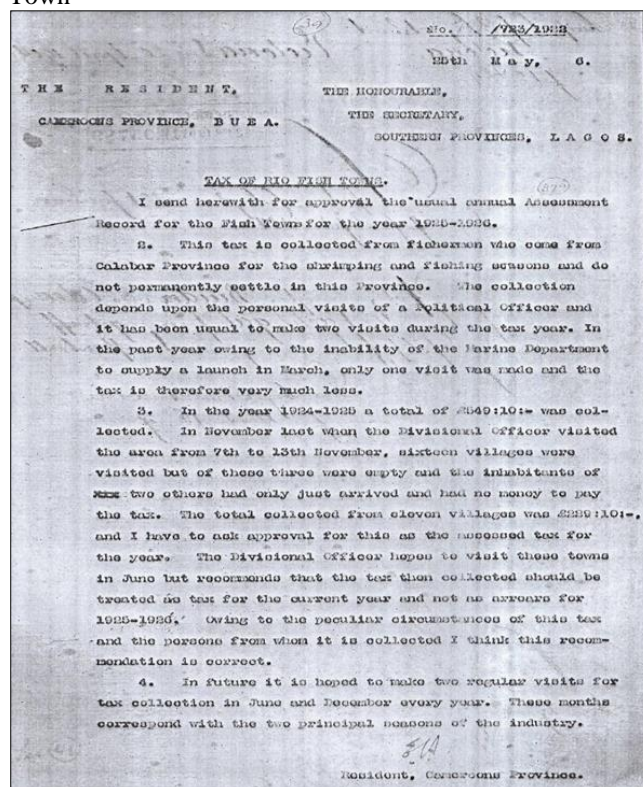 Town
No. 1723/1922
25th May, 6.
THE RESIDENT,
THE HONOURABLE,
CAMEROONS PROVINCE, BUEA.
THE SECRETARY,
SOUTHERN PROVINCES, LAGOS.
TAX OF RIO FISH TOWNS.
I send herewith for approval the usual annual Assessment
Record for the Fish Towns for the year 1925-1926.
2. This tax is collected from fishermen who come from
Calabar Province for the shrimping and fishing seasons and do
not permanently settle in this Province. The collection
depends upon the personal visits of a Political Officer and
it has been usual to make two visits during the tax year. In
the past year owing to the inability of the Marine Department
to supply a launch in March, only one visit was made and the
tax is therefore very much less.
3. In the year 1924-1925 a total of £549:10:- was col-
lected. In November last when the Divisional Officer visited
the area from 7th to 13th November, sixteen villages were
visited but of these three were empty and the inhabitants of
xxx two others had only just arrived and had no money to pay
the tax. The total collected from eleven villages was £229:10:-,
and I have to ask approval for this as the assessed tax for
the year. The Divisional Officer hopes to visit these towns
in June but recommends that the tax then collected should be
treated as tax for the current year and not as arrears for
1925-1926. Owing to the peculiar circumstances of this tax
and the persons from whom it is collected I think this recom-
mendation is correct.
4. In future it is hoped to make two regular visits for
tax collection in June and December every year. These months
correspond with the two principal seasons of the industry.
Resident, Cameroons Province.